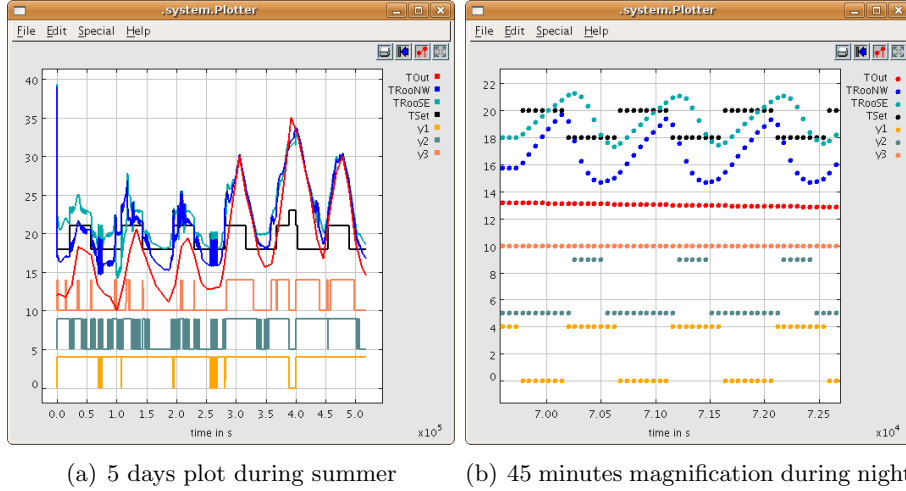 .system.Plotter
File Edit Special Help
TOut
TRooNW
TRooSE
TSet
y1
y2
y3
40
35
30
25
20
15
10
5
0
0.0 0.5 1.0 1.5 2.0 2.5 3.0 3.5 4.0 4.5 5.0
time in s
x10^5
(a) 5 days plot during summer
.system.Plotter
File Edit Special Help
TOut
TRooNW
TRooSE
TSet
y1
y2
y3
22
20
18
16
14
12
10
8
6
4
2
0
7.00 7.05 7.10 7.15 7.20 7.25
time in s
x10^4
(b) 45 minutes magnification during night